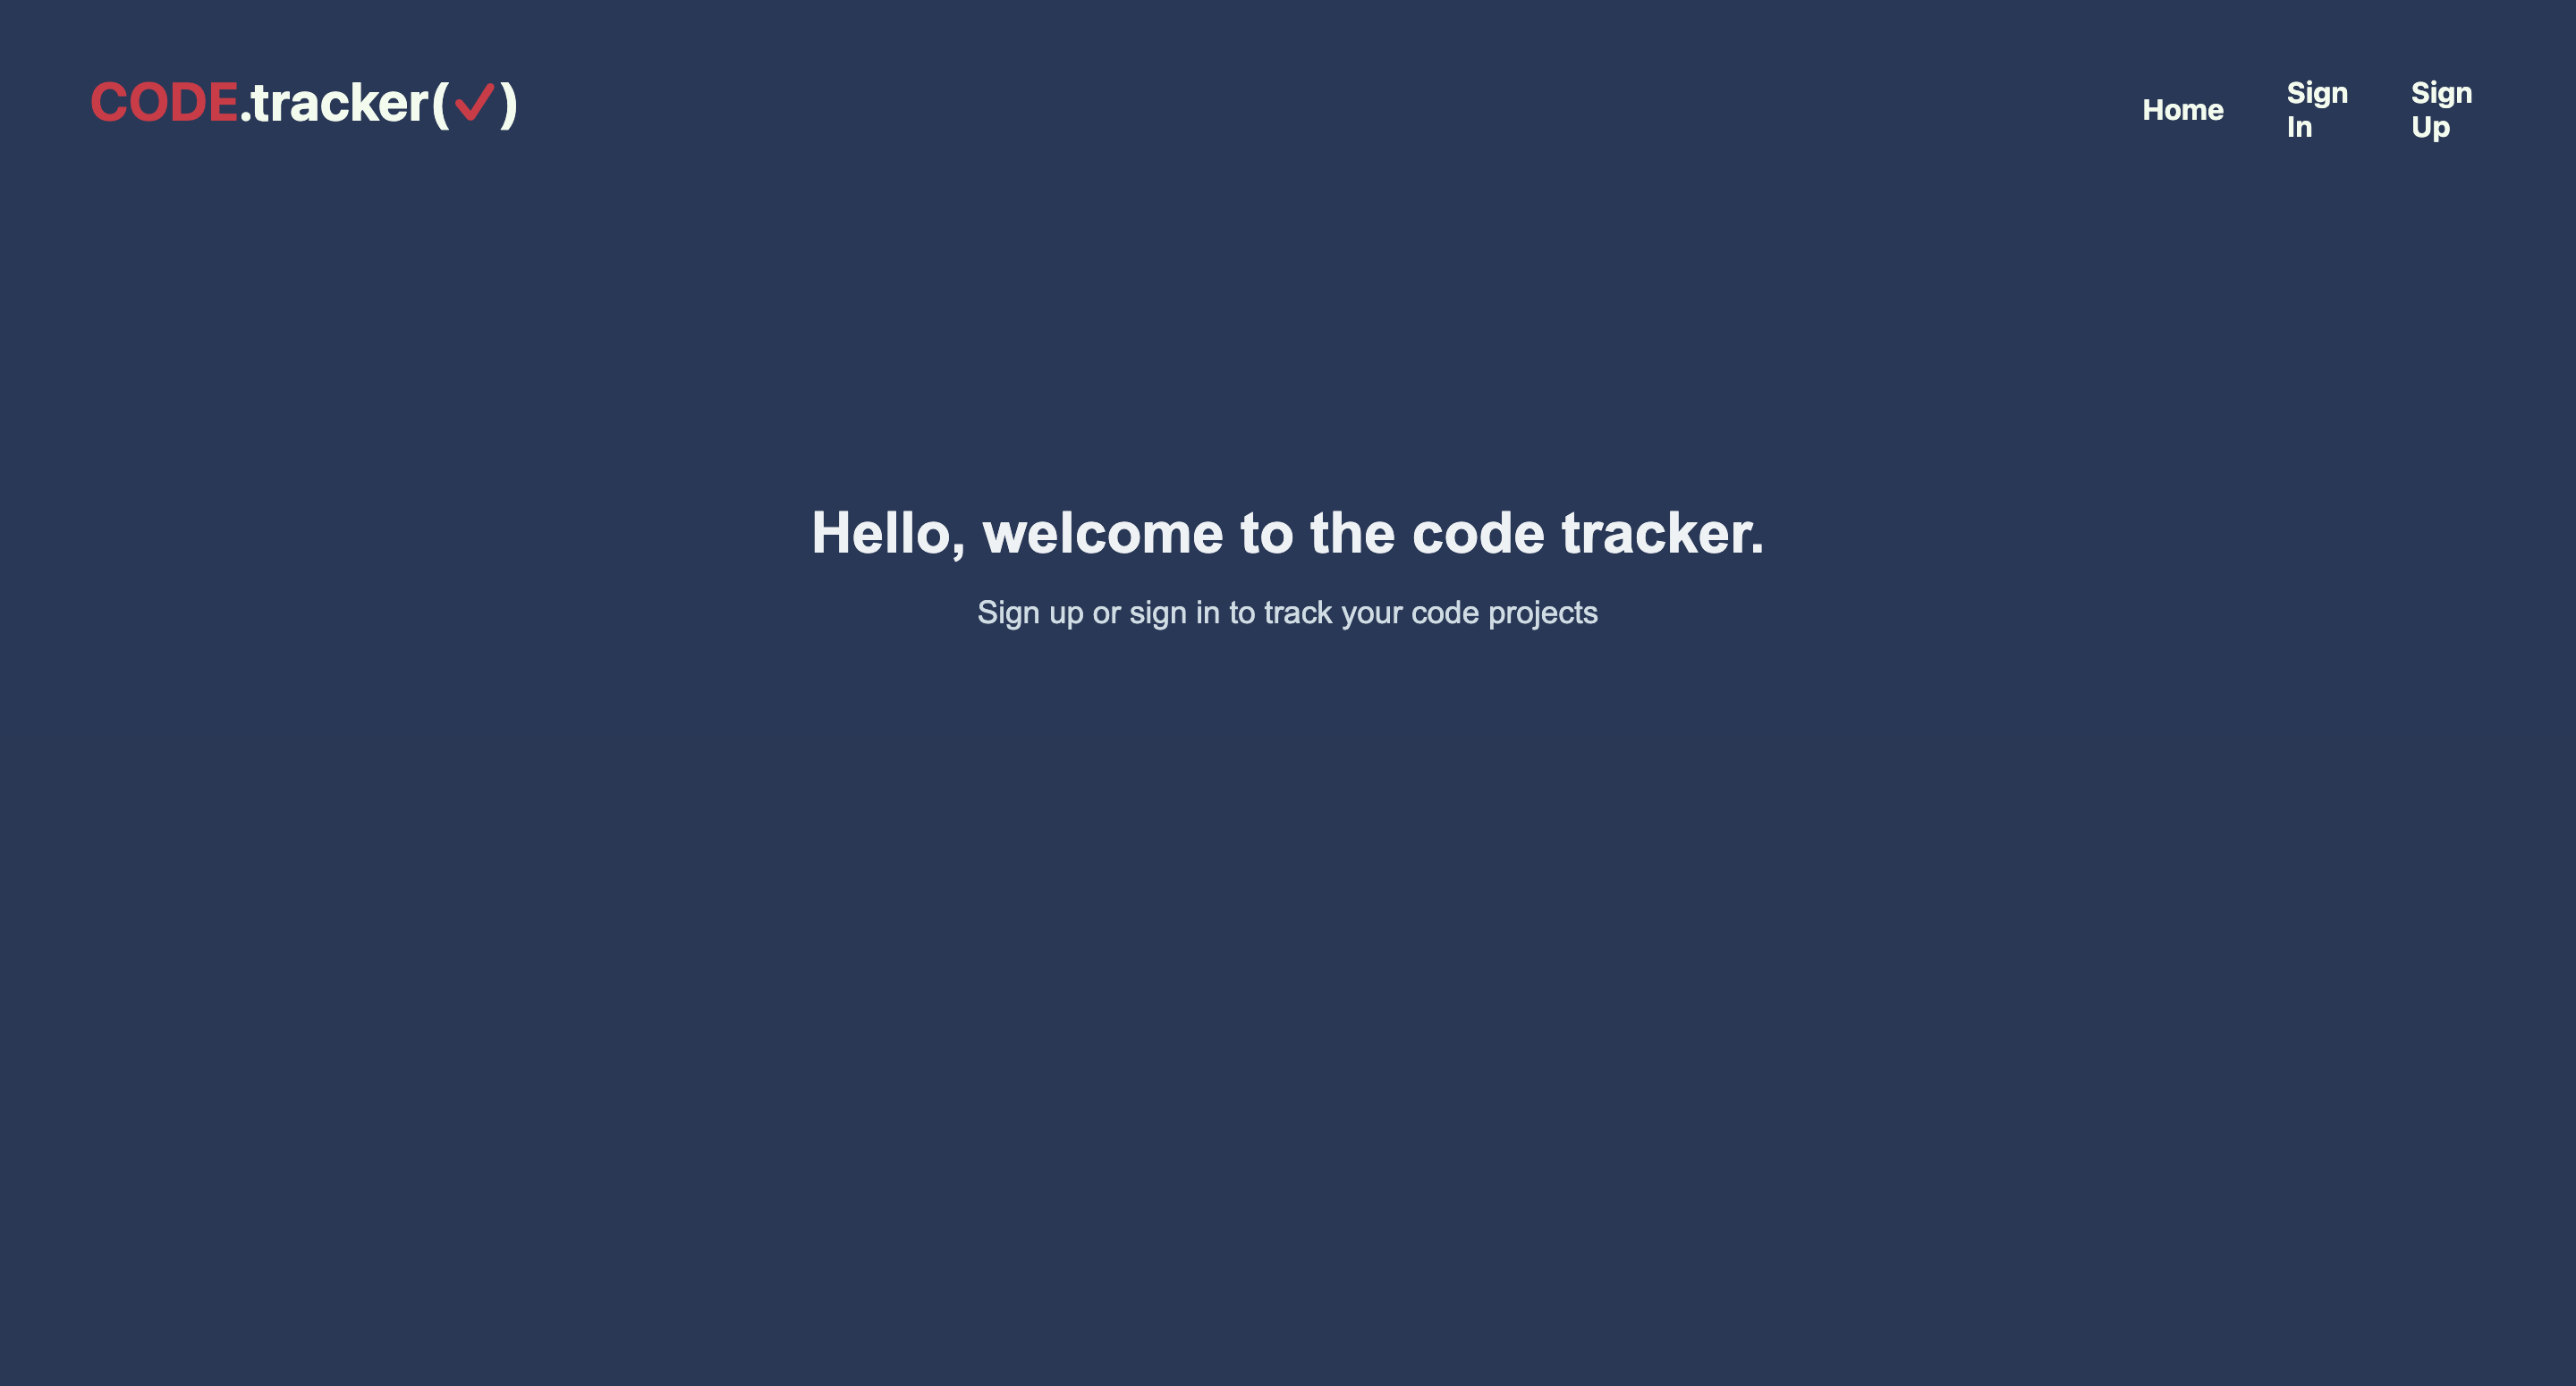 CODE.tracker(✓)
Home
Sign
In
Sign
Up
Hello, welcome to the code tracker.
Sign up or sign in to track your code projects